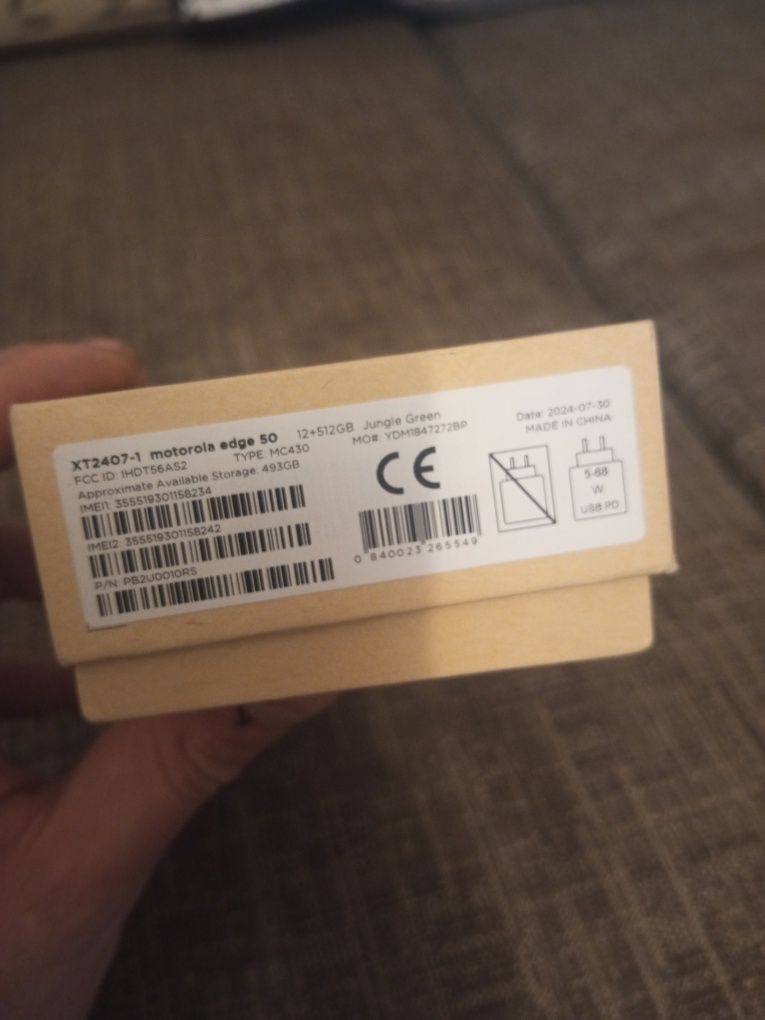 XT2407-1 motorola edge 50 12+512GB Jungle Green
FCC ID: IHDT56AS2 TYPE: MC430 MO#: YDM1847272BP
Approximate Available Storage: 493GB
IMEI1: 355519301158234
IMEI2: 355519301158242
P/N: PB2U0010RS
CE
0 840023 265549
Date: 2024-07-30
MADE IN CHINA
5-68
W
USB PD